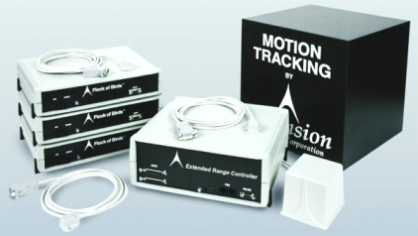 MOTION
TRACKING
BY
Flock of Birds
Flock of Birds
Flock of Birds
Extended Range Controller